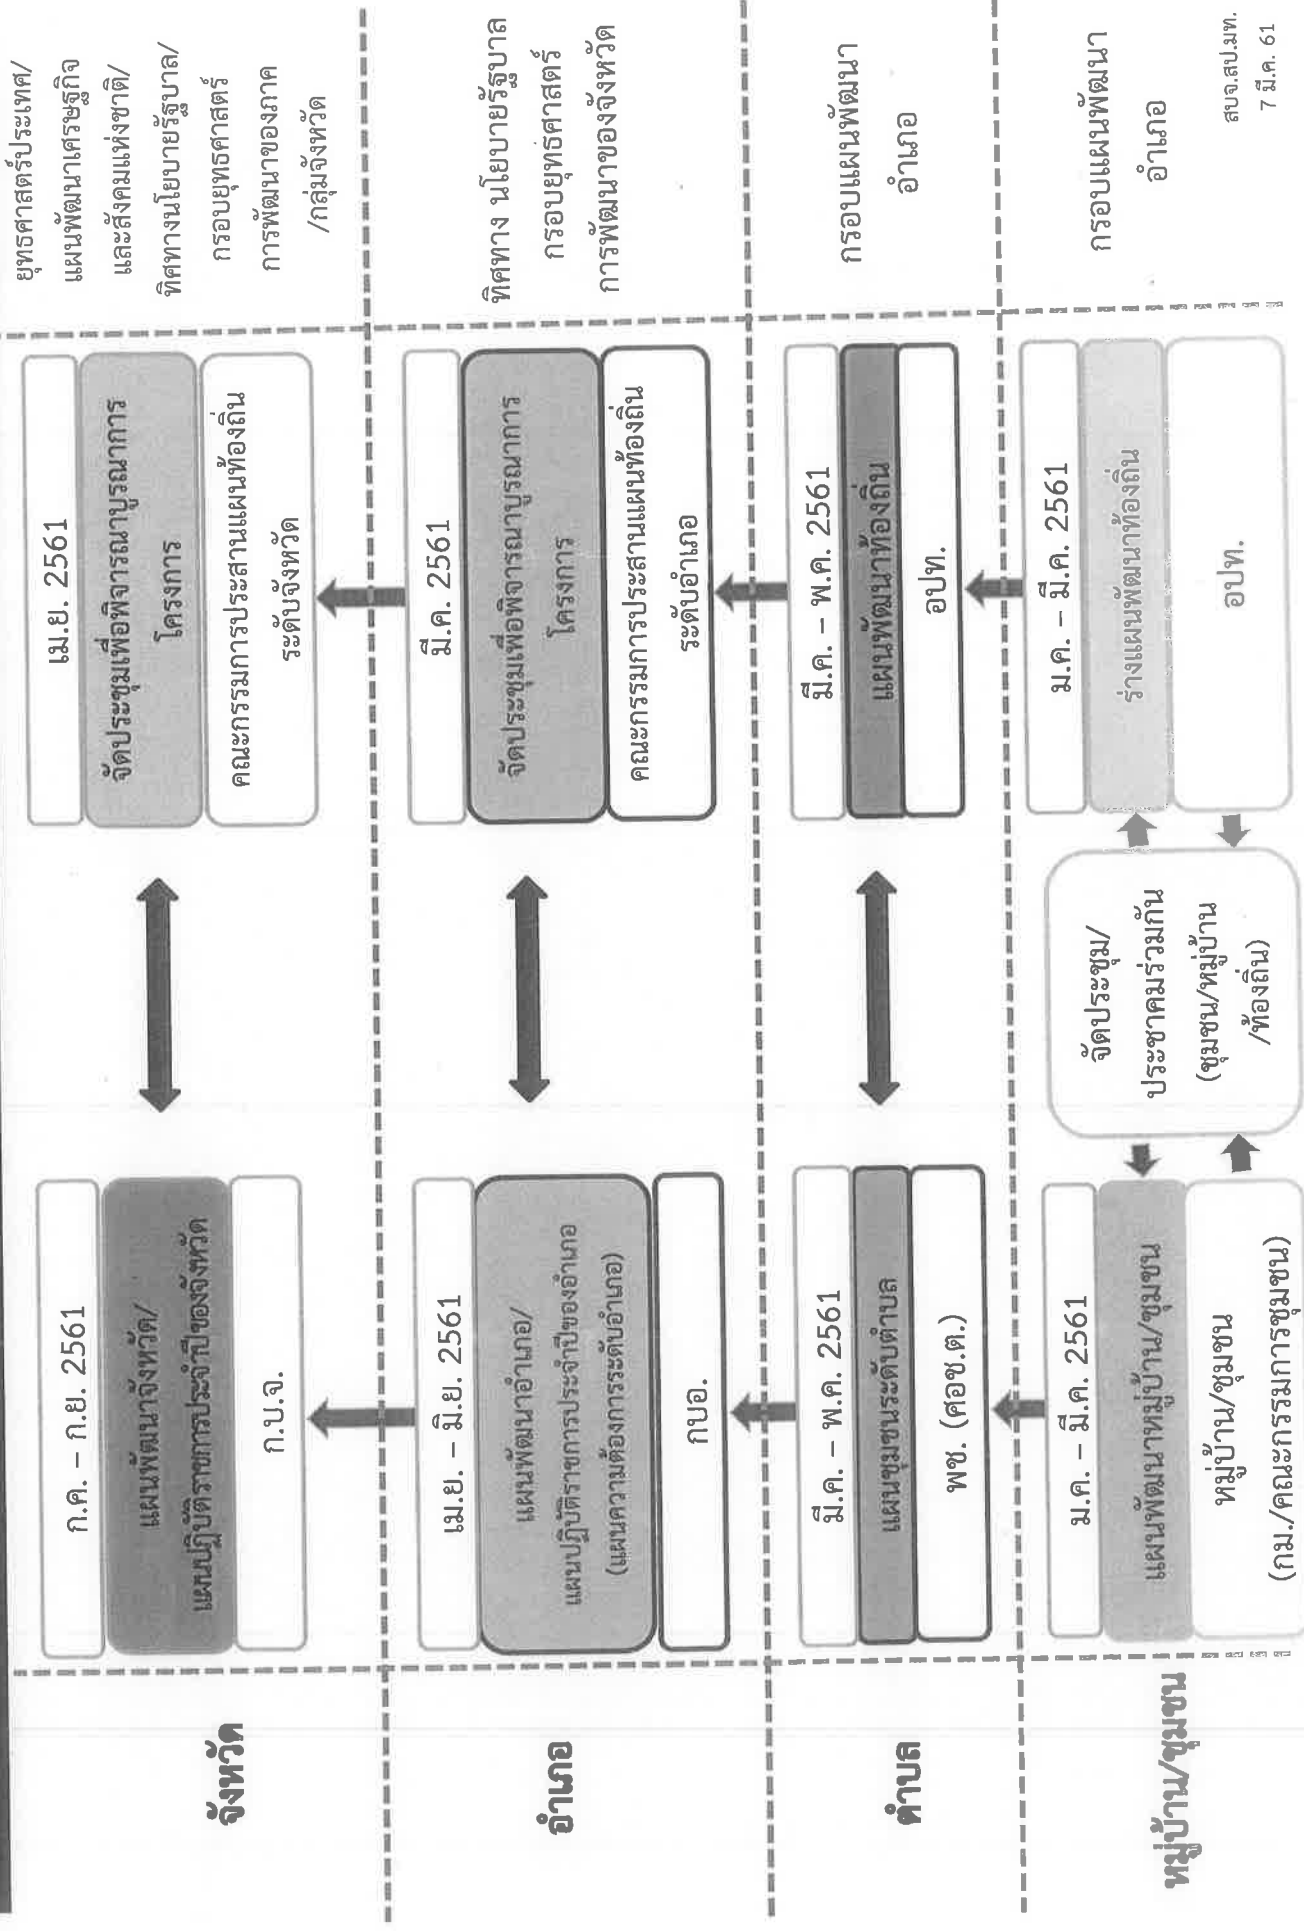 จังหวัด
ก.ค. – ก.ย. 2561
แผนพัฒนาจังหวัด/
แผนปฏิบัติราชการประจำปีของจังหวัด
ก.บ.จ.
เม.ย. 2561
จัดประชุมเพื่อพิจารณาบูรณาการ
โครงการ
คณะกรรมการประสานแผนท้องถิ่น
ระดับจังหวัด
ยุทธศาสตร์ประเทศ/
แผนพัฒนาเศรษฐกิจ
และสังคมแห่งชาติ/
ทิศทางนโยบายรัฐบาล/
กรอบยุทธศาสตร์
การพัฒนาของภาค
/กลุ่มจังหวัด
อำเภอ
เม.ย. – มิ.ย. 2561
แผนพัฒนาอำเภอ/
แผนปฏิบัติราชการประจำปีของอำเภอ
(แผนความต้องการระดับอำเภอ)
กบอ.
มี.ค. 2561
จัดประชุมเพื่อพิจารณาบูรณาการ
โครงการ
คณะกรรมการประสานแผนท้องถิ่น
ระดับอำเภอ
ทิศทาง นโยบายรัฐบาล
กรอบยุทธศาสตร์
การพัฒนาของจังหวัด
ตำบล
มี.ค. – พ.ค. 2561
แผนชุมชนระดับตำบล
พช. (ศอช.ต.)
มี.ค. – พ.ค. 2561
แผนพัฒนาท้องถิ่น
อปท.
กรอบแผนพัฒนา
อำเภอ
หมู่บ้าน/ชุมชน
ม.ค. – มี.ค. 2561
แผนพัฒนาหมู่บ้าน/ชุมชน
หมู่บ้าน/ชุมชน
(กม./คณะกรรมการชุมชน)
จัดประชุม/
ประชาคมร่วมกัน
(ชุมชน/หมู่บ้าน
/ท้องถิ่น)
ม.ค. – มี.ค. 2561
ร่างแผนพัฒนาท้องถิ่น
อปท.
กรอบแผนพัฒนา
อำเภอ
สบจ.สป.มท.
7 มี.ค. 61